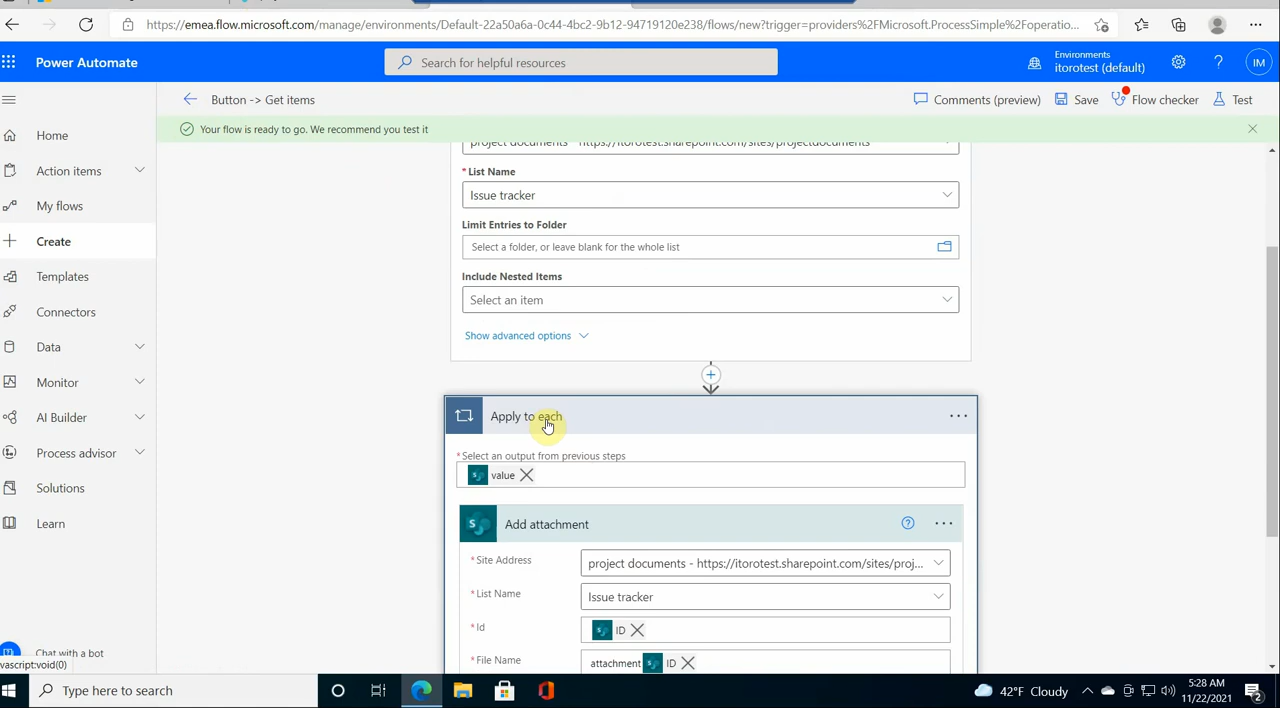 https://emea.flow.microsoft.com/manage/environments/Default-22a50a6a-0c44-4bc2-9b12-94719120e238/flows/new?trigger=providers%2FMicrosoft.ProcessSimple%2Foperatio...
Power Automate
Search for helpful resources
Environments
itorotest (default)
IM
Button -> Get items
Comments (preview)
Save
Flow checker
Test
Your flow is ready to go. We recommend you test it
Home
Action items
My flows
Create
Templates
Connectors
Data
Monitor
AI Builder
Process advisor
Solutions
Learn
Chat with a bot
vascript:void(0)
project documents - https://itorotest.sharepoint.com/sites/projectdocuments
* List Name
Issue tracker
Limit Entries to Folder
Select a folder, or leave blank for the whole list
Include Nested Items
Select an item
Show advanced options
Apply to each
* Select an output from previous steps
value
Add attachment
* Site Address
project documents - https://itorotest.sharepoint.com/sites/proj...
* List Name
Issue tracker
* Id
ID
* File Name
attachment ID
Type here to search
42°F Cloudy
5:28 AM
11/22/2021
2